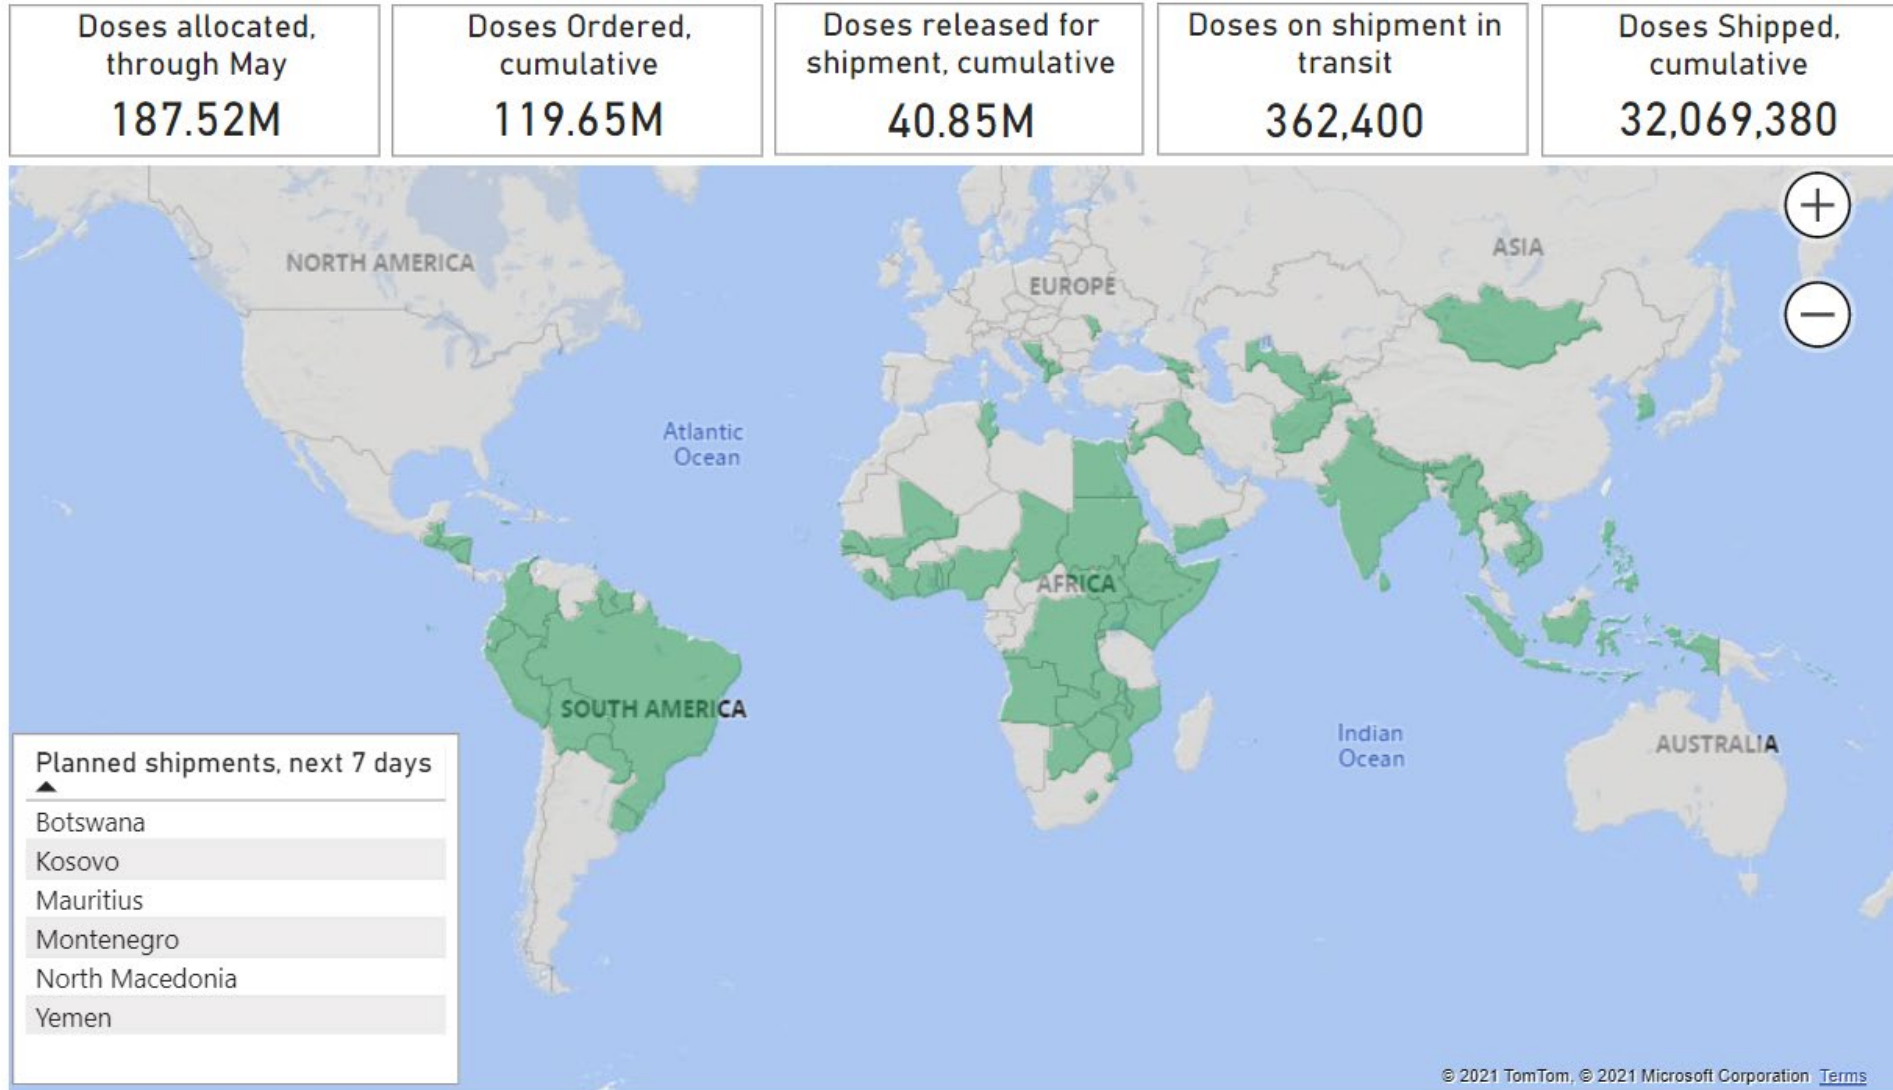 Doses allocated,
through May
187.52M
Doses Ordered,
cumulative
119.65M
Doses released for
shipment, cumulative
40.85M
Doses on shipment in
transit
362,400
Doses Shipped,
cumulative
32,069,380
NORTH AMERICA
EUROPE
ASIA
Atlantic
Ocean
AFRICA
SOUTH AMERICA
Indian
Ocean
AUSTRALIA
Planned shipments, next 7 days
Botswana
Kosovo
Mauritius
Montenegro
North Macedonia
Yemen
© 2021 TomTom, © 2021 Microsoft Corporation Terms